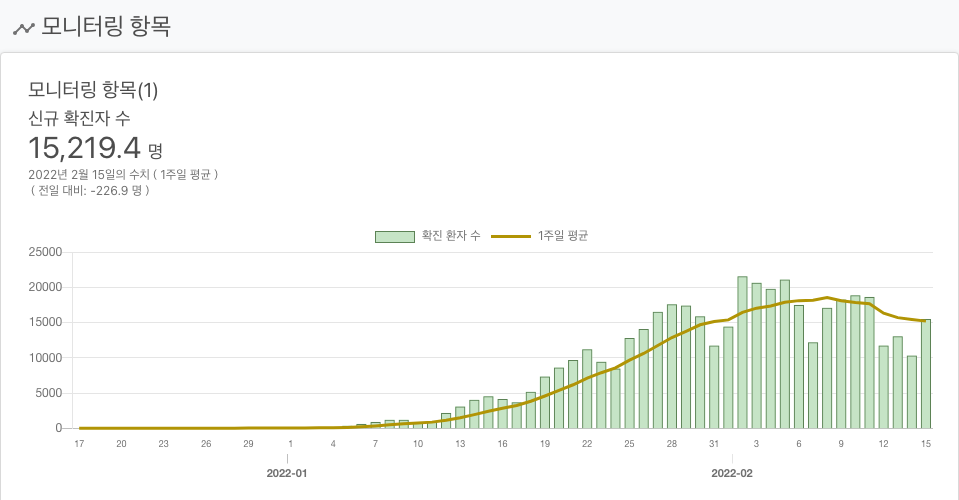 모니터링 항목
모니터링 항목(1)
신규 확진자 수
15,219.4 명
2022년 2월 15일의 수치 ( 1주일 평균 )
( 전일 대비: -226.9 명 )
확진 환자 수 1주일 평균
25000
20000
15000
10000
5000
0
17 20 23 26 29 1 4 7 10 13 16 19 22 25 28 31 3 6 9 12 15
2022-01 2022-02